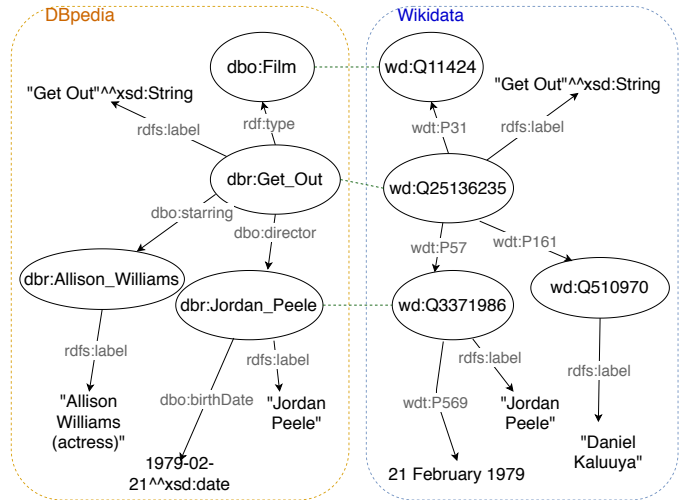 DBpedia
Wikidata
dbo:Film
wd:Q11424
"Get Out"^^xsd:String
"Get Out"^^xsd:String
rdf:type
wdt:P31
rdfs:label
rdfs:label
dbr:Get_Out
wd:Q25136235
dbo:starring
dbo:director
wdt:P57
wdt:P161
dbr:Allison_Williams
dbr:Jordan_Peele
wd:Q3371986
wd:Q510970
rdfs:label
rdfs:label
rdfs:label
rdfs:label
dbo:birthDate
wdt:P569
"Allison
Williams
(actress)"
"Jordan
Peele"
"Jordan
Peele"
"Daniel
Kaluuya"
1979-02-
21^^xsd:date
21 February 1979